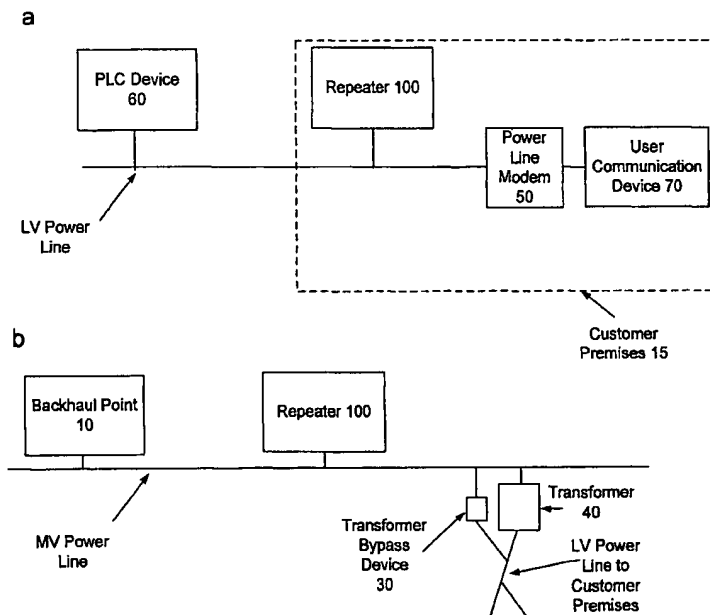 a
PLC Device
60
Repeater 100
Power
Line
Modem
50
User
Communication
Device 70
LV Power
Line
Customer
Premises 15
b
Backhaul Point
10
Repeater 100
MV Power
Line
Transformer
Bypass
Device
30
Transformer
40
LV Power
Line to
Customer
Premises